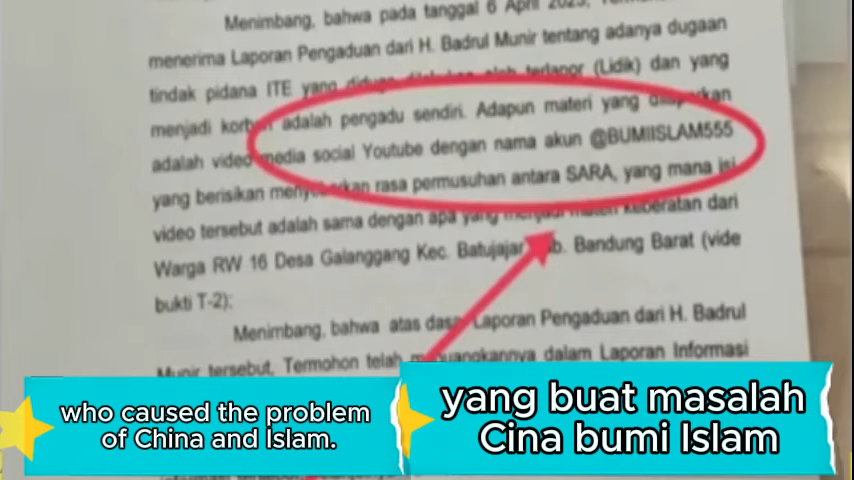 Menimbang, bahwa pada tanggal 6 April
menerima Laporan Pengaduan dari H. Badrul Munir tentang adanya dugaan
tindak pidana ITE yang diduga dilakukan oleh terlapor (Lidik) dan yang
menjadi korban adalah pengadu sendiri. Adapun materi yang dilaporkan
adalah video media social Youtube dengan nama akun @BUMIISLAM555
yang berisikan menyebarkan rasa permusuhan antara SARA, yang mana isi
video tersebut adalah sama dengan apa yang menjadi materi keberatan dari
Warga RW 16 Desa Galanggang Kec. Batujajar Kab. Bandung Barat (vide
bukti T-2);
Menimbang, bahwa atas dasar Laporan Pengaduan dari H. Badrul
Munir tersebut, Termohon telah menuangkannya dalam Laporan Informasi
who caused the problem
of China and Islam.
yang buat masalah
Cina bumi Islam